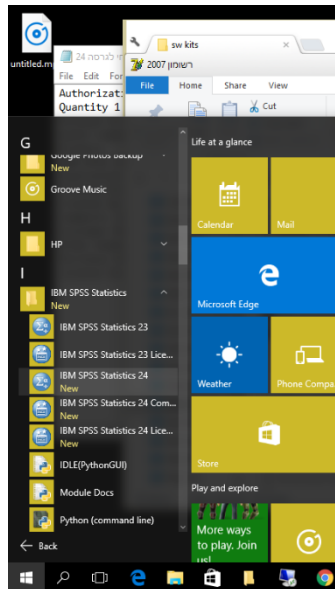 untitled.m
חי לגרסה 24
File Edit For
Authorizati
Quantity 1
sw kits
רשומון 2007
File Home Share View
Cut
G
Google Photos Backup
New
Groove Music
H
HP
I
IBM SPSS Statistics
New
IBM SPSS Statistics 23
IBM SPSS Statistics 23 Lice...
IBM SPSS Statistics 24
New
IBM SPSS Statistics 24 Com...
New
IBM SPSS Statistics 24 Lice...
New
IDLE(PythonGUI)
Module Docs
Python (command line)
Back
Life at a glance
Calendar
Mail
Microsoft Edge
Weather
Phone Compa
Store
Play and explore
More ways
to play. Join
us!